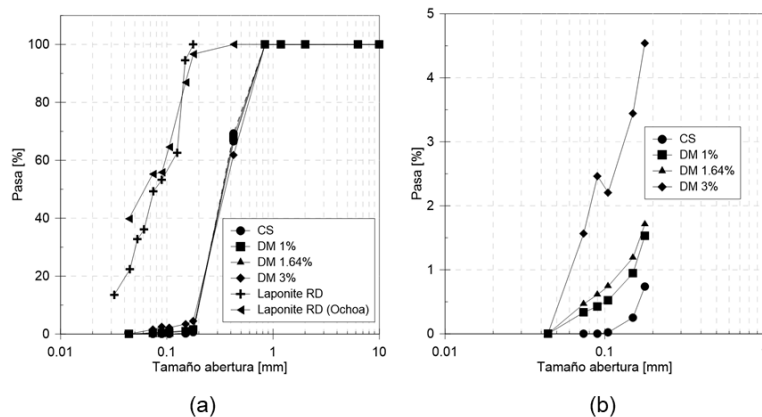 100
80
60
40
20
0
Pasa [%]
0.01
0.1
1
10
Tamaño abertura [mm]
CS
DM 1%
DM 1.64%
DM 3%
Laponite RD
Laponite RD (Ochoa)
(a)
5
4
3
2
1
0
Pasa [%]
0.01
0.1
1
Tamaño abertura [mm]
CS
DM 1%
DM 1.64%
DM 3%
(b)